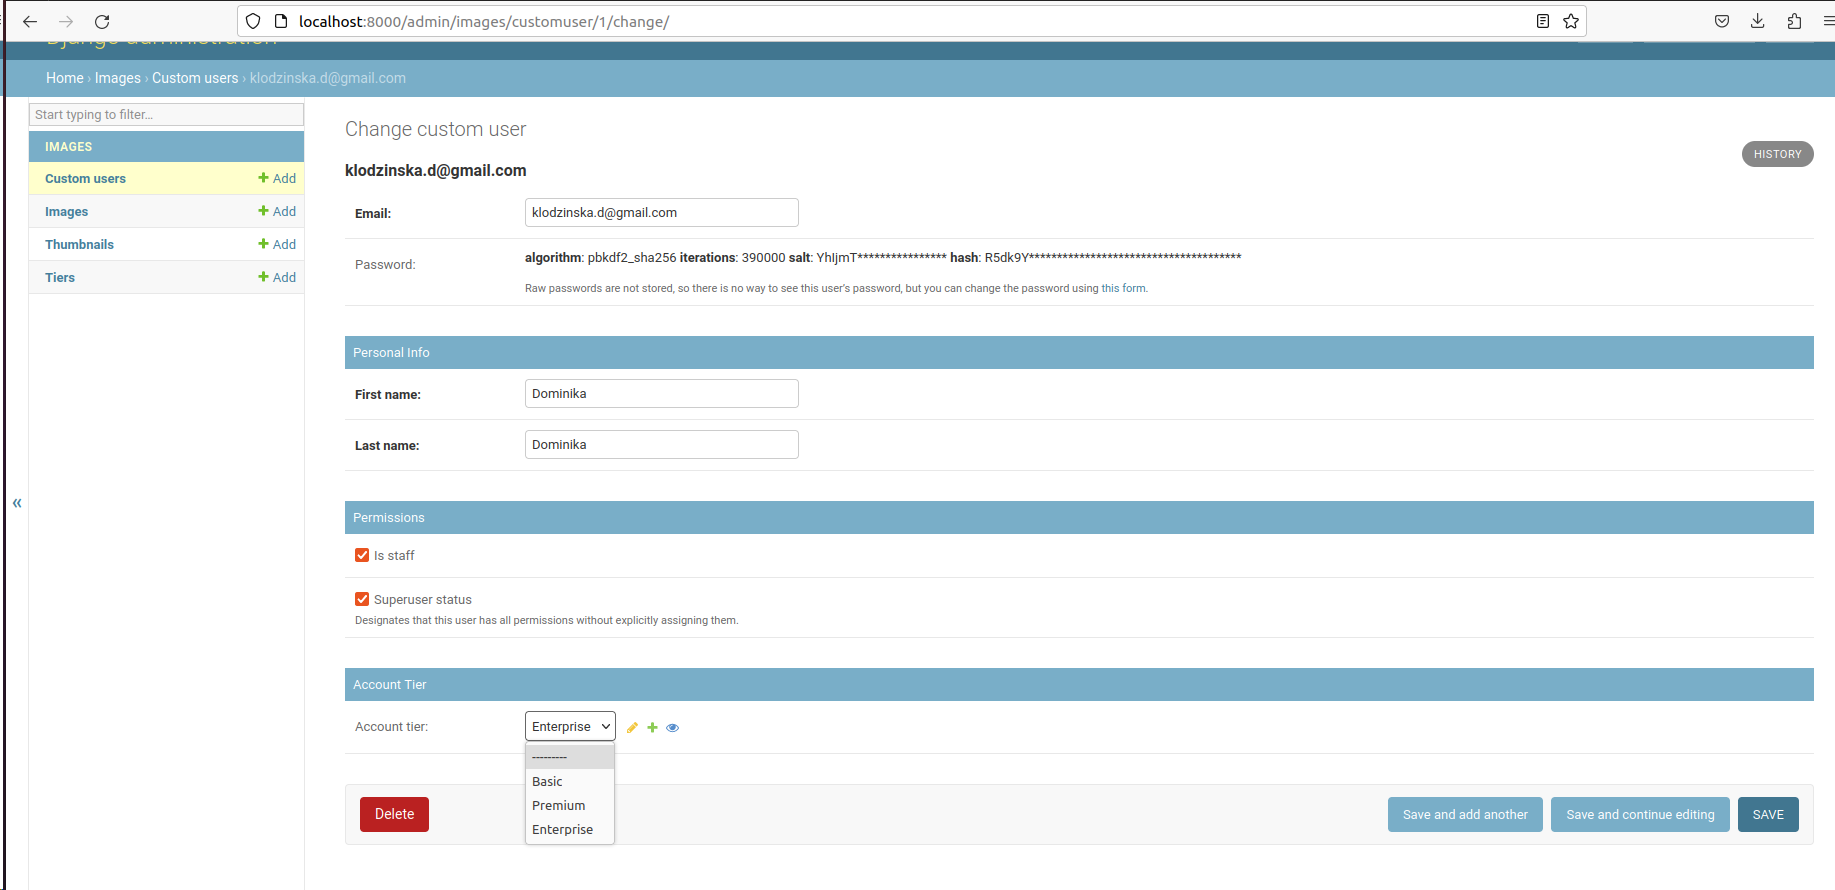 localhost:8000/admin/images/customuser/1/change/
Django administration
Home › Images › Custom users › klodzinska.d@gmail.com
Start typing to filter...
IMAGES
Custom users + Add
Images + Add
Thumbnails + Add
Tiers + Add
«
Change custom user
HISTORY
klodzinska.d@gmail.com
Email: klodzinska.d@gmail.com
Password: algorithm: pbkdf2_sha256 iterations: 390000 salt: YhIjmT**************** hash: R5dk9Y**************************************
Raw passwords are not stored, so there is no way to see this user's password, but you can change the password using this form.
Personal Info
First name: Dominika
Last name: Dominika
Permissions
Is staff
Superuser status
Designates that this user has all permissions without explicitly assigning them.
Account Tier
Account tier: Enterprise
---------
Basic
Premium
Enterprise
Delete
Save and add another Save and continue editing SAVE